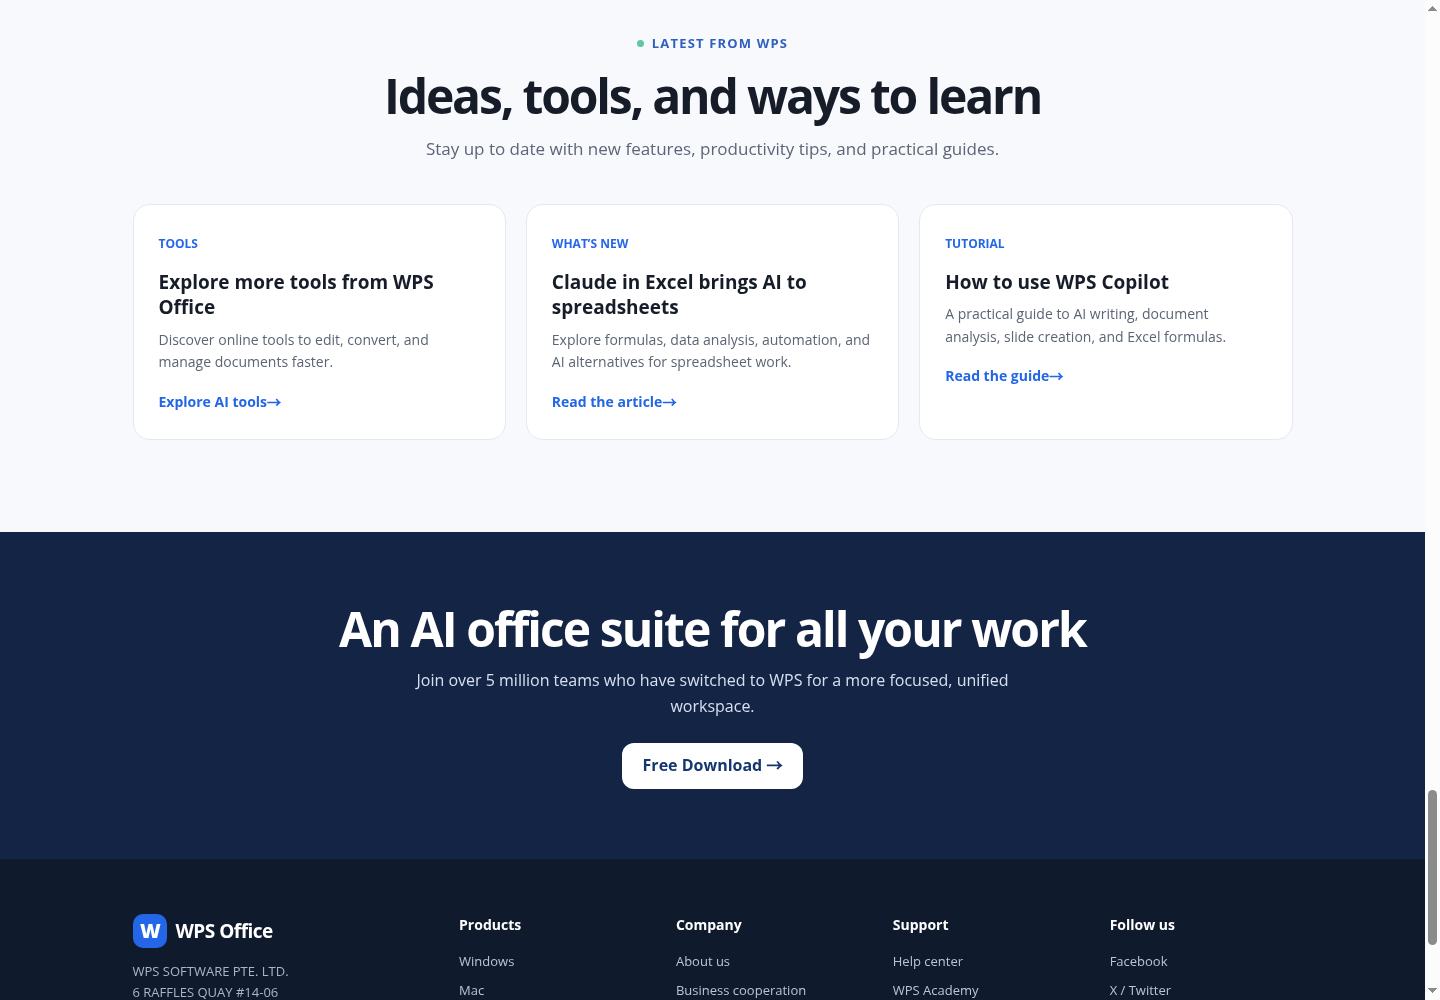 LATEST FROM WPS
Ideas, tools, and ways to learn
Stay up to date with new features, productivity tips, and practical guides.
TOOLS
Explore more tools from WPS
Office
Discover online tools to edit, convert, and
manage documents faster.
Explore AI tools→
WHAT'S NEW
Claude in Excel brings AI to
spreadsheets
Explore formulas, data analysis, automation, and
AI alternatives for spreadsheet work.
Read the article→
TUTORIAL
How to use WPS Copilot
A practical guide to AI writing, document
analysis, slide creation, and Excel formulas.
Read the guide→
An AI office suite for all your work
Join over 5 million teams who have switched to WPS for a more focused, unified
workspace.
Free Download →
W WPS Office
WPS SOFTWARE PTE. LTD.
6 RAFFLES QUAY #14-06
Products
Windows
Mac
Company
About us
Business cooperation
Support
Help center
WPS Academy
Follow us
Facebook
X / Twitter